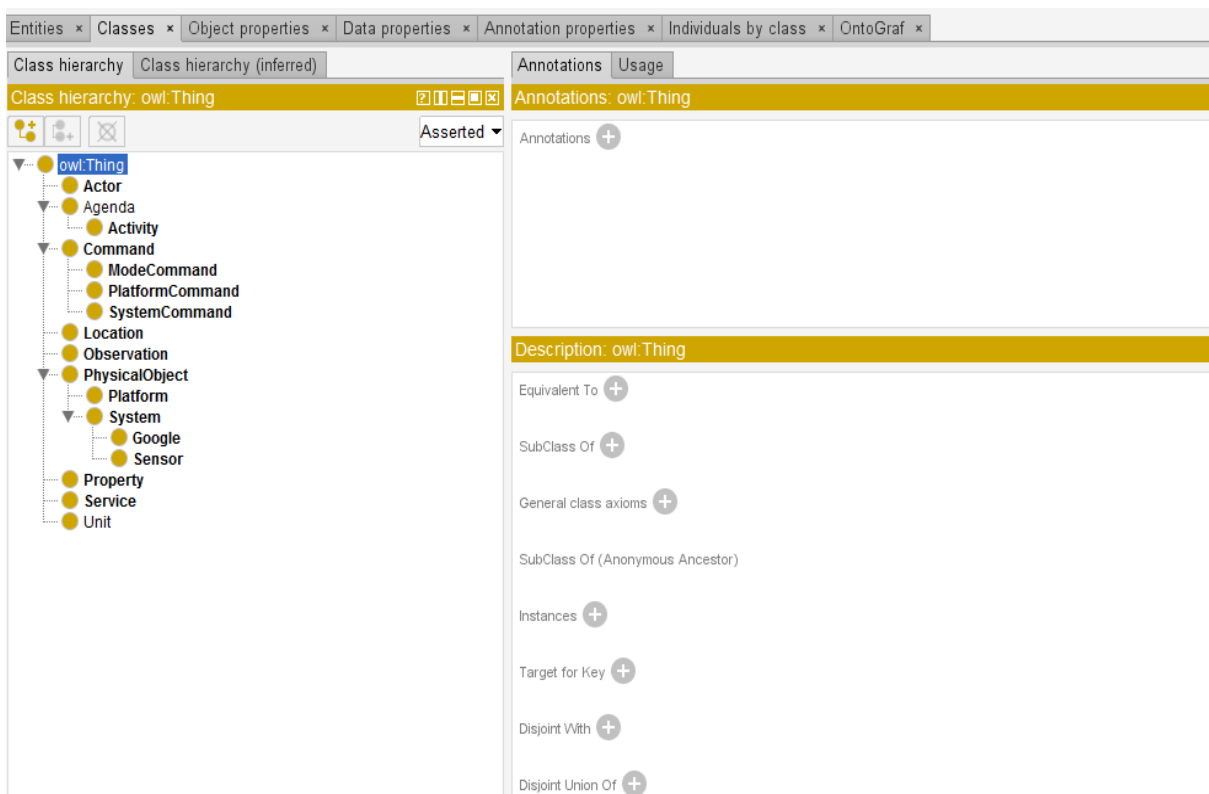 Entities × Classes × Object properties × Data properties × Annotation properties × Individuals by class × OntoGraf ×
Class hierarchy Class hierarchy (inferred)
Class hierarchy: owl:Thing
Asserted
owl:Thing
Actor
Agenda
Activity
Command
ModeCommand
PlatformCommand
SystemCommand
Location
Observation
PhysicalObject
Platform
System
Google
Sensor
Property
Service
Unit
Annotations Usage
Annotations: owl:Thing
Annotations
Description: owl:Thing
Equivalent To
SubClass Of
General class axioms
SubClass Of (Anonymous Ancestor)
Instances
Target for Key
Disjoint With
Disjoint Union Of